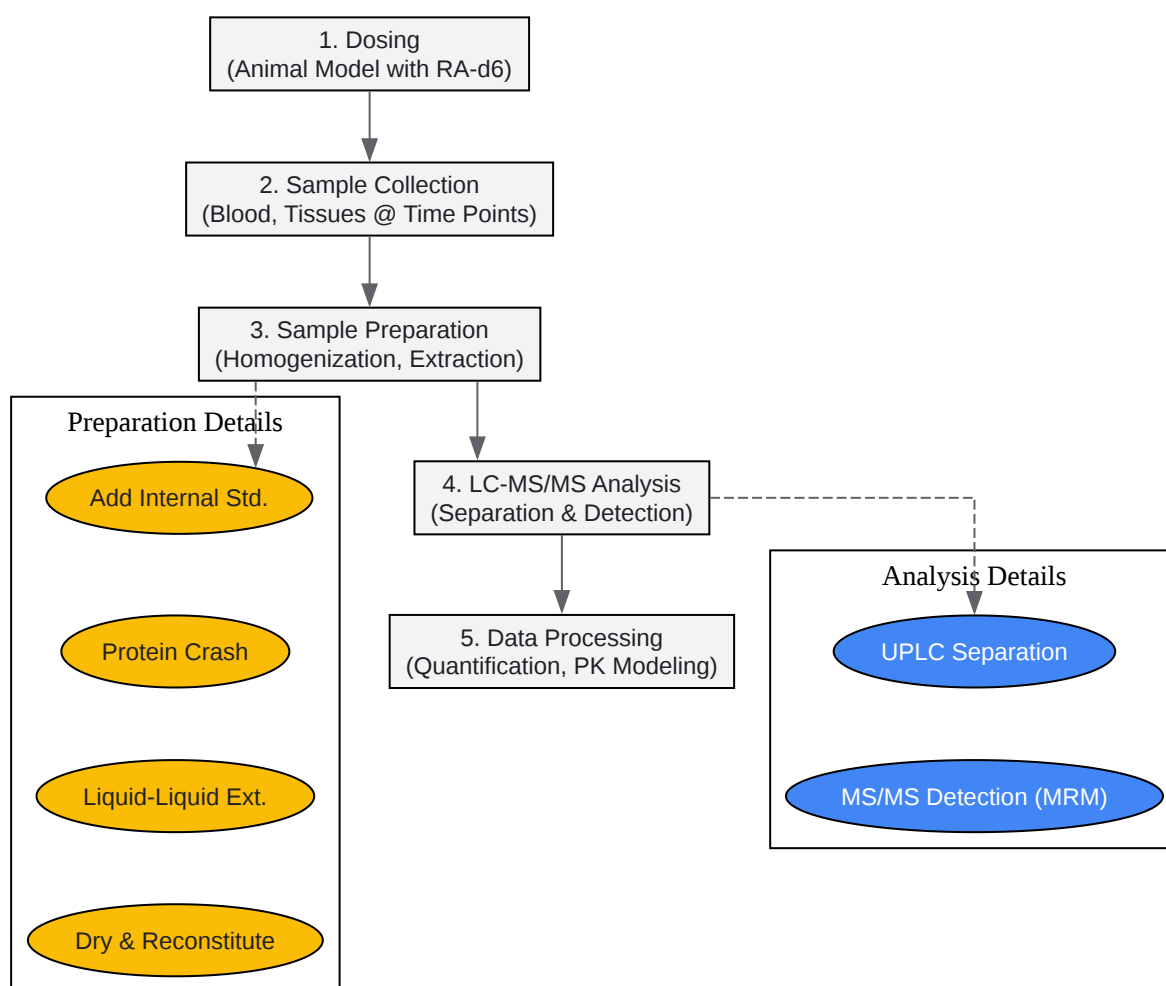 1. Dosing
(Animal Model with RA-d6)
2. Sample Collection
(Blood, Tissues @ Time Points)
3. Sample Preparation
(Homogenization, Extraction)
Preparation Details
Add Internal Std.
Protein Crash
Liquid-Liquid Ext.
Dry & Reconstitute
4. LC-MS/MS Analysis
(Separation & Detection)
5. Data Processing
(Quantification, PK Modeling)
Analysis Details
UPLC Separation
MS/MS Detection (MRM)